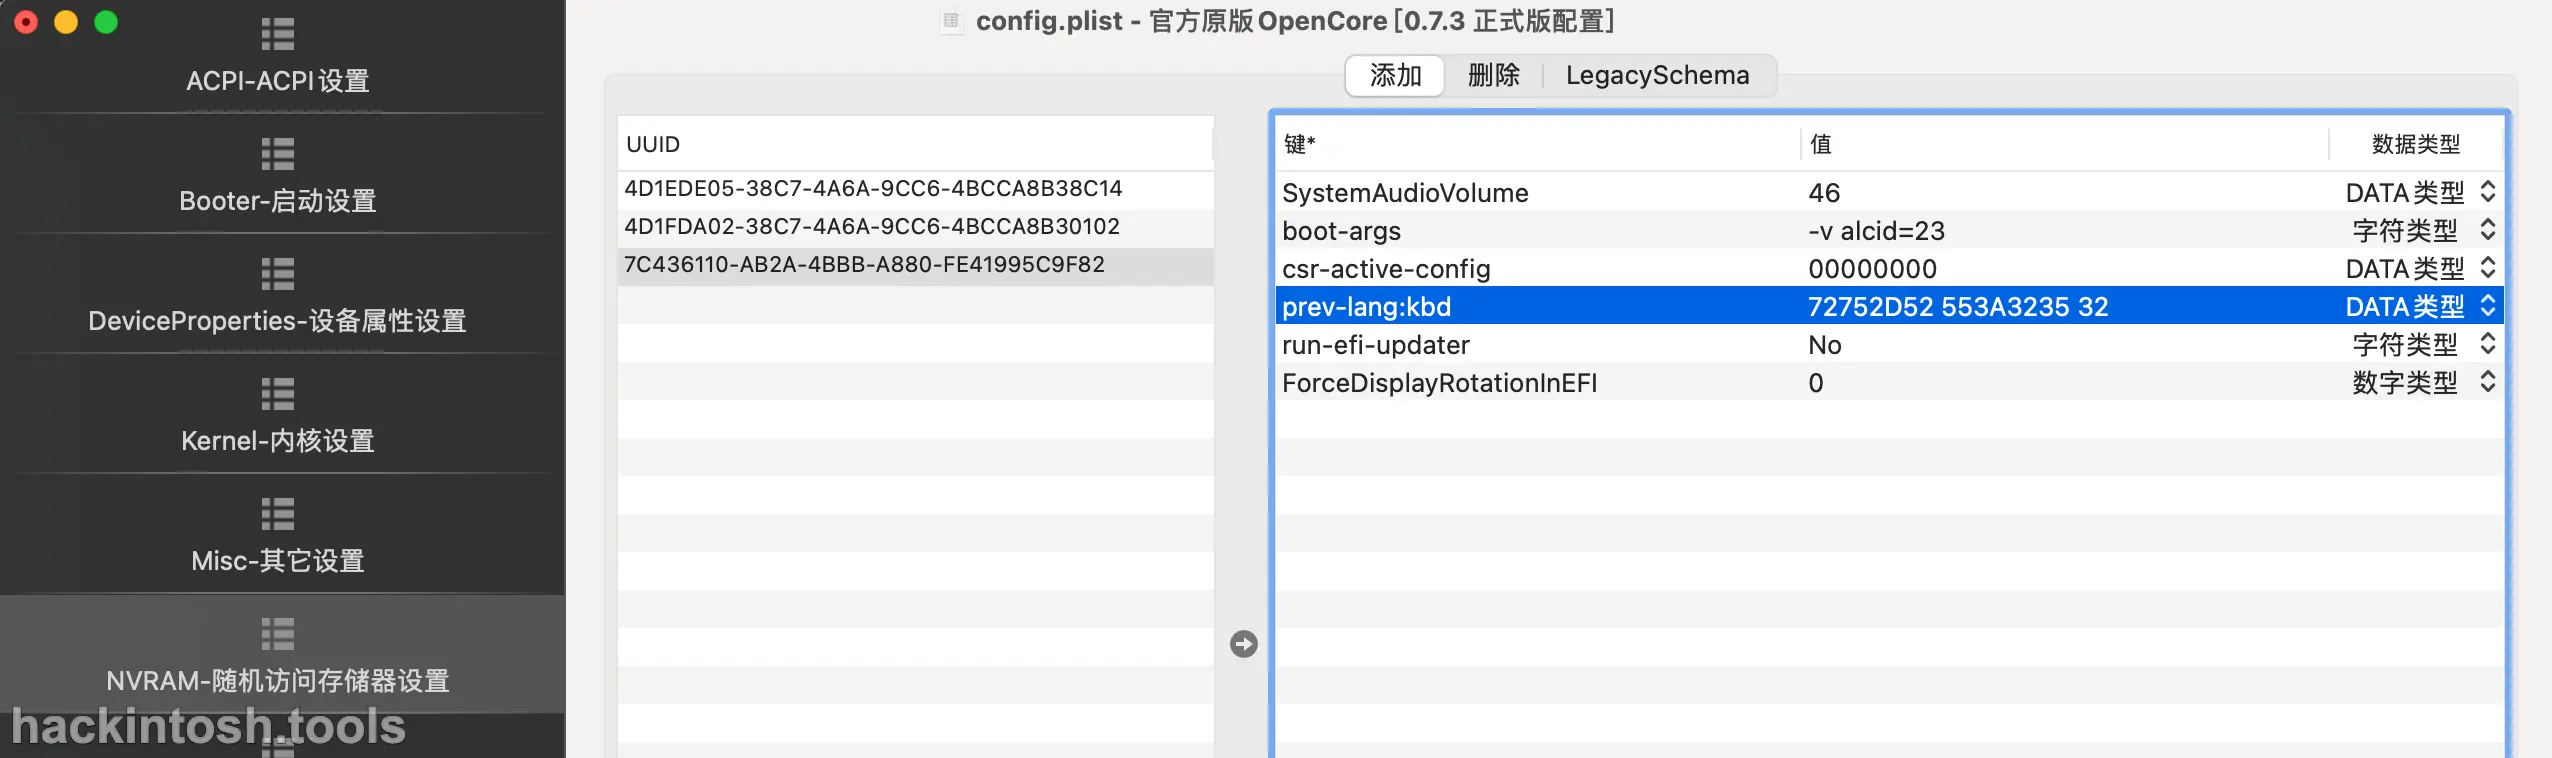 config.plist - 官方原版OpenCore[0.7.3 正式版配置]
ACPI-ACPI设置
Booter-启动设置
DeviceProperties-设备属性设置
Kernel-内核设置
Misc-其它设置
NVRAM-随机访问存储器设置
hackintosh.tools
添加 删除 LegacySchema
UUID
4D1EDE05-38C7-4A6A-9CC6-4BCCA8B38C14
4D1FDA02-38C7-4A6A-9CC6-4BCCA8B30102
7C436110-AB2A-4BBB-A880-FE41995C9F82
键* 值 数据类型
SystemAudioVolume 46 DATA类型
boot-args -v alcid=23 字符类型
csr-active-config 00000000 DATA类型
prev-lang:kbd 72752D52 553A3235 32 DATA类型
run-efi-updater No 字符类型
ForceDisplayRotationInEFI 0 数字类型